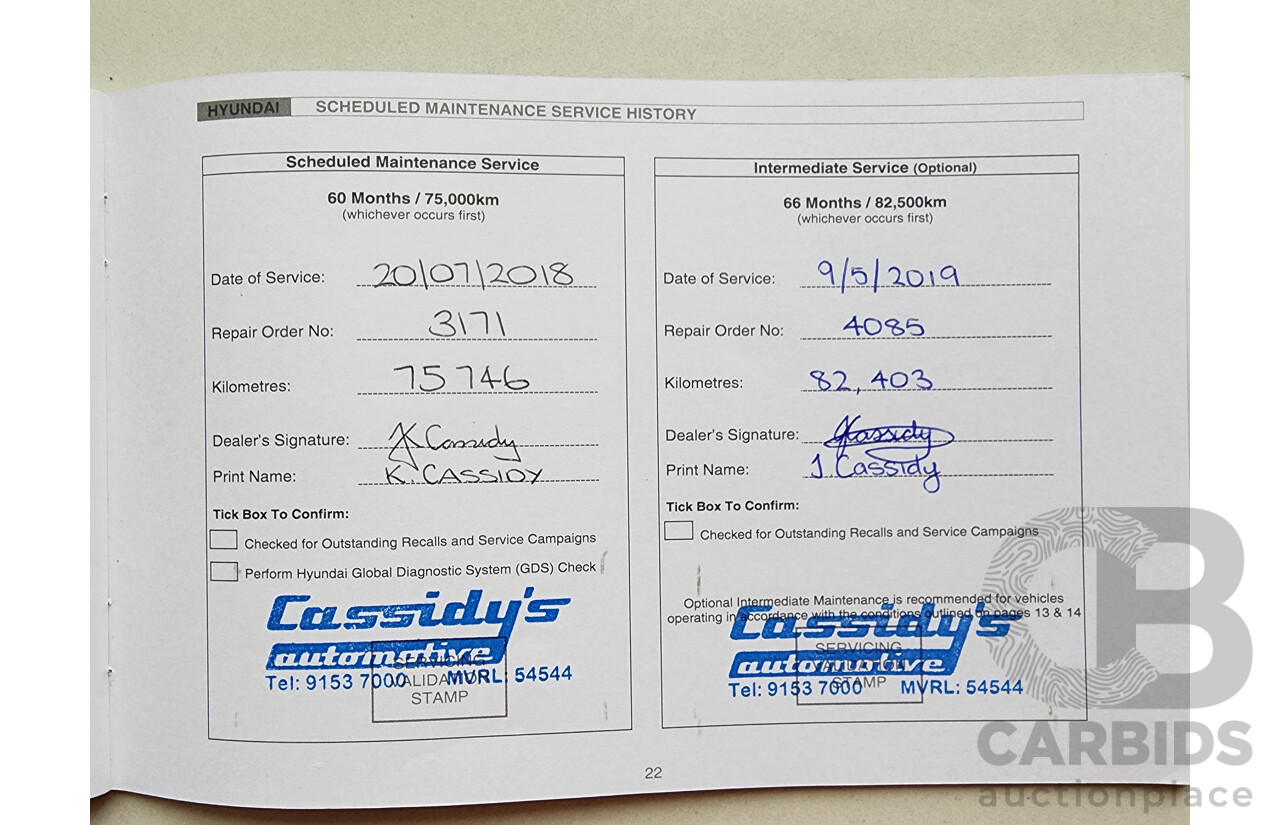 HYUNDAI SCHEDULED MAINTENANCE SERVICE HISTORY
Scheduled Maintenance Service
60 Months / 75,000km
(whichever occurs first)
Date of Service: 20/07/2018
Repair Order No: 3171
Kilometres: 75746
Dealer's Signature: K Cassidy
Print Name: K. CASSIDY
Tick Box To Confirm:
Checked for Outstanding Recalls and Service Campaigns
Perform Hyundai Global Diagnostic System (GDS) Check
Cassidy's
automotive
Tel: 9153 7000 MVRL: 54544
SERVICING
VALIDATION
STAMP
Intermediate Service (Optional)
66 Months / 82,500km
(whichever occurs first)
Date of Service: 9/5/2019
Repair Order No: 4085
Kilometres: 82,403
Dealer's Signature: JCassidy
Print Name: J Cassidy
Tick Box To Confirm:
Checked for Outstanding Recalls and Service Campaigns
Optional Intermediate Maintenance is recommended for vehicles
operating in accordance with the conditions outlined on pages 13 & 14
Cassidy's
automotive
Tel: 9153 7000 MVRL: 54544
SERVICING
VALIDATION
STAMP
22
CB
CARBIDS
auctionplace